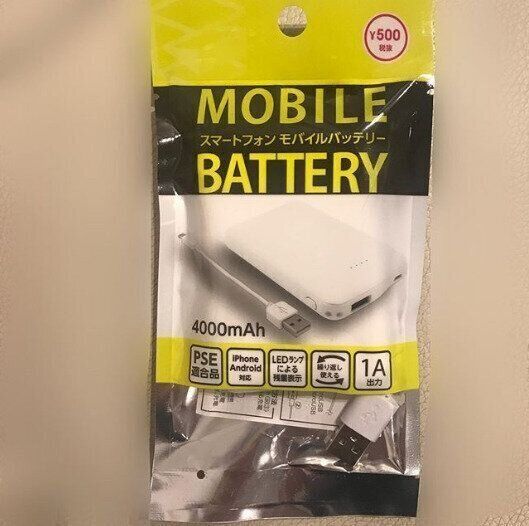 ¥500
税抜
MOBILE
スマートフォン モバイルバッテリー
BATTERY
4000mAh
PSE
適合品
iPhone
Android
対応
LEDランプ
による
残量表示
繰り返し
使える
1A
出力